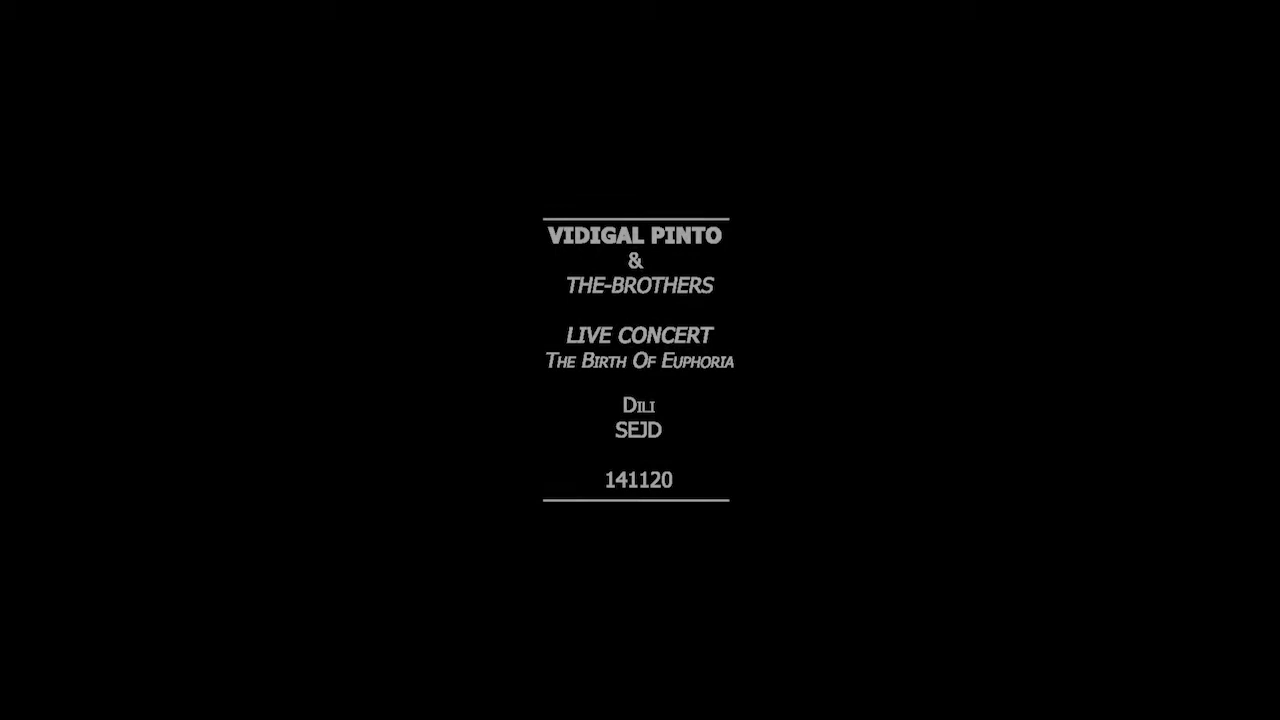 VIDIGAL PINTO
&
THE-BROTHERS
LIVE CONCERT
The Birth Of Euphoria
Dili
SEJD
141120